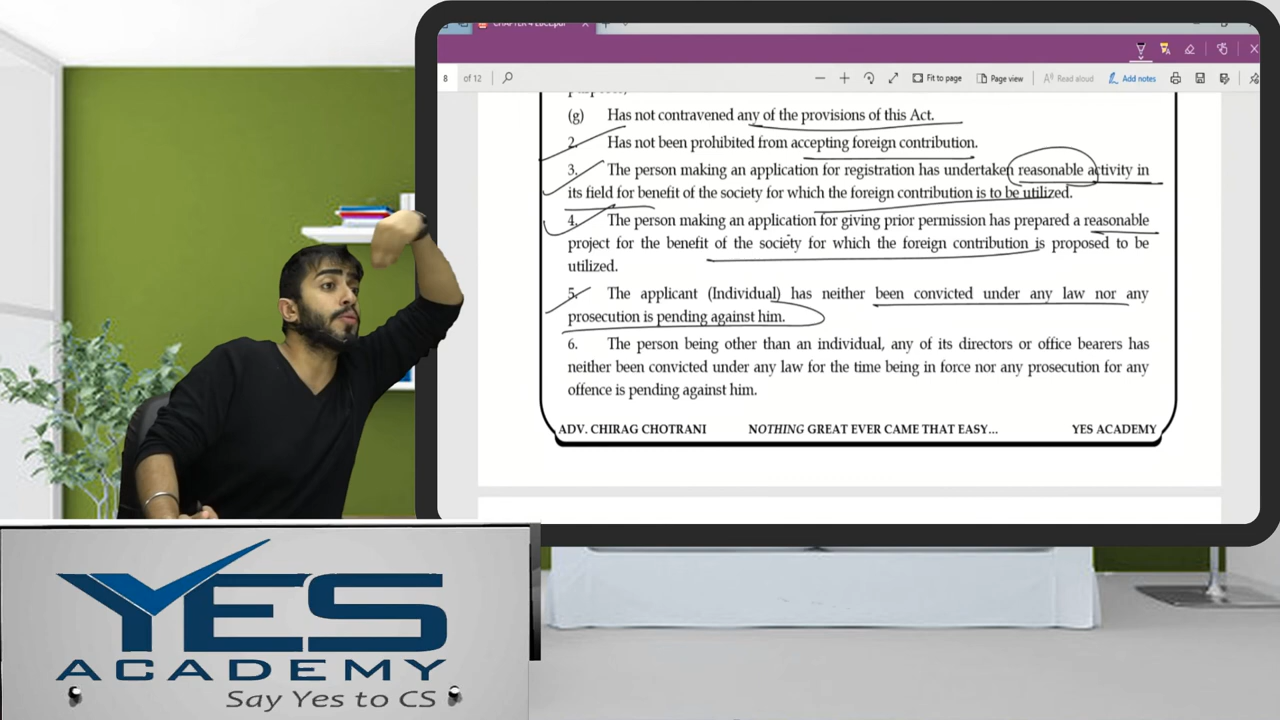 CHAPTER 4 EBCL.pdf
8 of 12
Fit to page
Page view
Read aloud
Add notes
purposes;
(g) Has not contravened any of the provisions of this Act.
2. Has not been prohibited from accepting foreign contribution.
3. The person making an application for registration has undertaken reasonable activity in
its field for benefit of the society for which the foreign contribution is to be utilized.
4. The person making an application for giving prior permission has prepared a reasonable
project for the benefit of the society for which the foreign contribution is proposed to be
utilized.
5. The applicant (Individual) has neither been convicted under any law nor any
prosecution is pending against him.
6. The person being other than an individual, any of its directors or office bearers has
neither been convicted under any law for the time being in force nor any prosecution for any
offence is pending against him.
ADV. CHIRAG CHOTRANI NOTHING GREAT EVER CAME THAT EASY... YES ACADEMY
YES
ACADEMY
Say Yes to CS